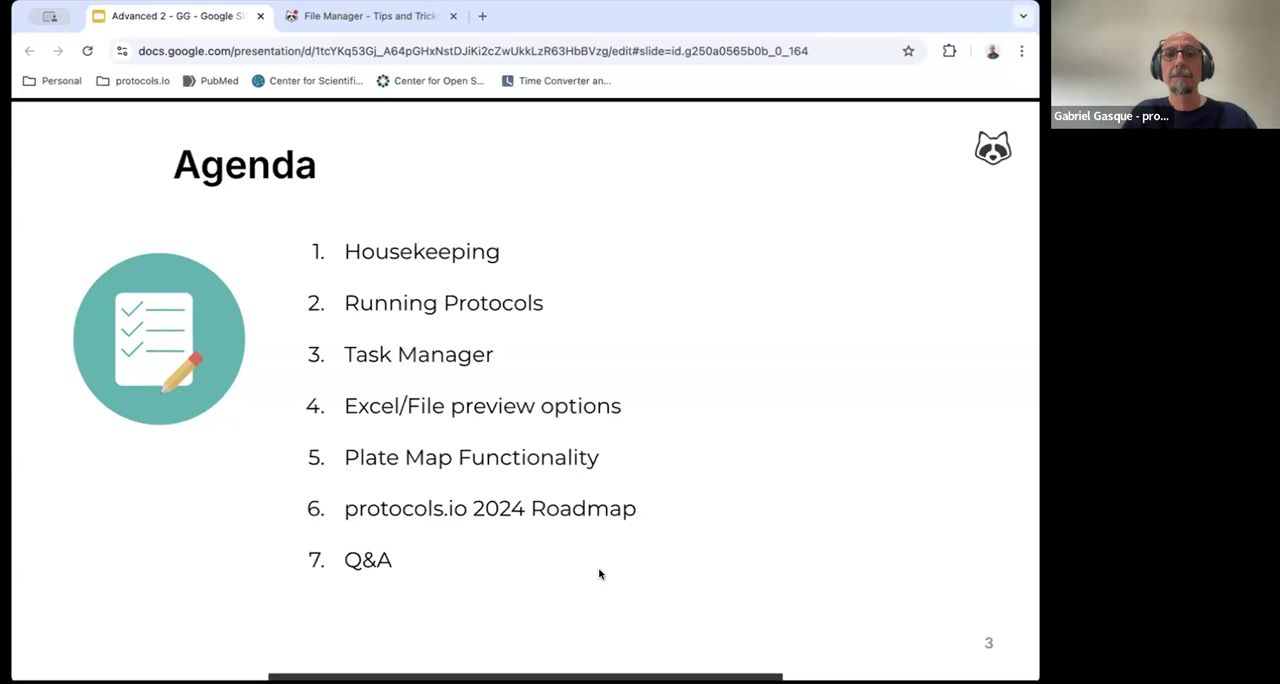 Advanced 2 - GG - Google Sl
File Manager - Tips and Trick
docs.google.com/presentation/d/1tcYKq53Gj_A64pGHxNstDJiKi2cZwUkkLzR63HbBVzg/edit#slide=id.g250a0565b0b_0_164
Personal protocols.io PubMed Center for Scientifi... Center for Open S... Time Converter an...
Gabriel Gasque - pro...
Agenda
1. Housekeeping
2. Running Protocols
3. Task Manager
4. Excel/File preview options
5. Plate Map Functionality
6. protocols.io 2024 Roadmap
7. Q&A
3